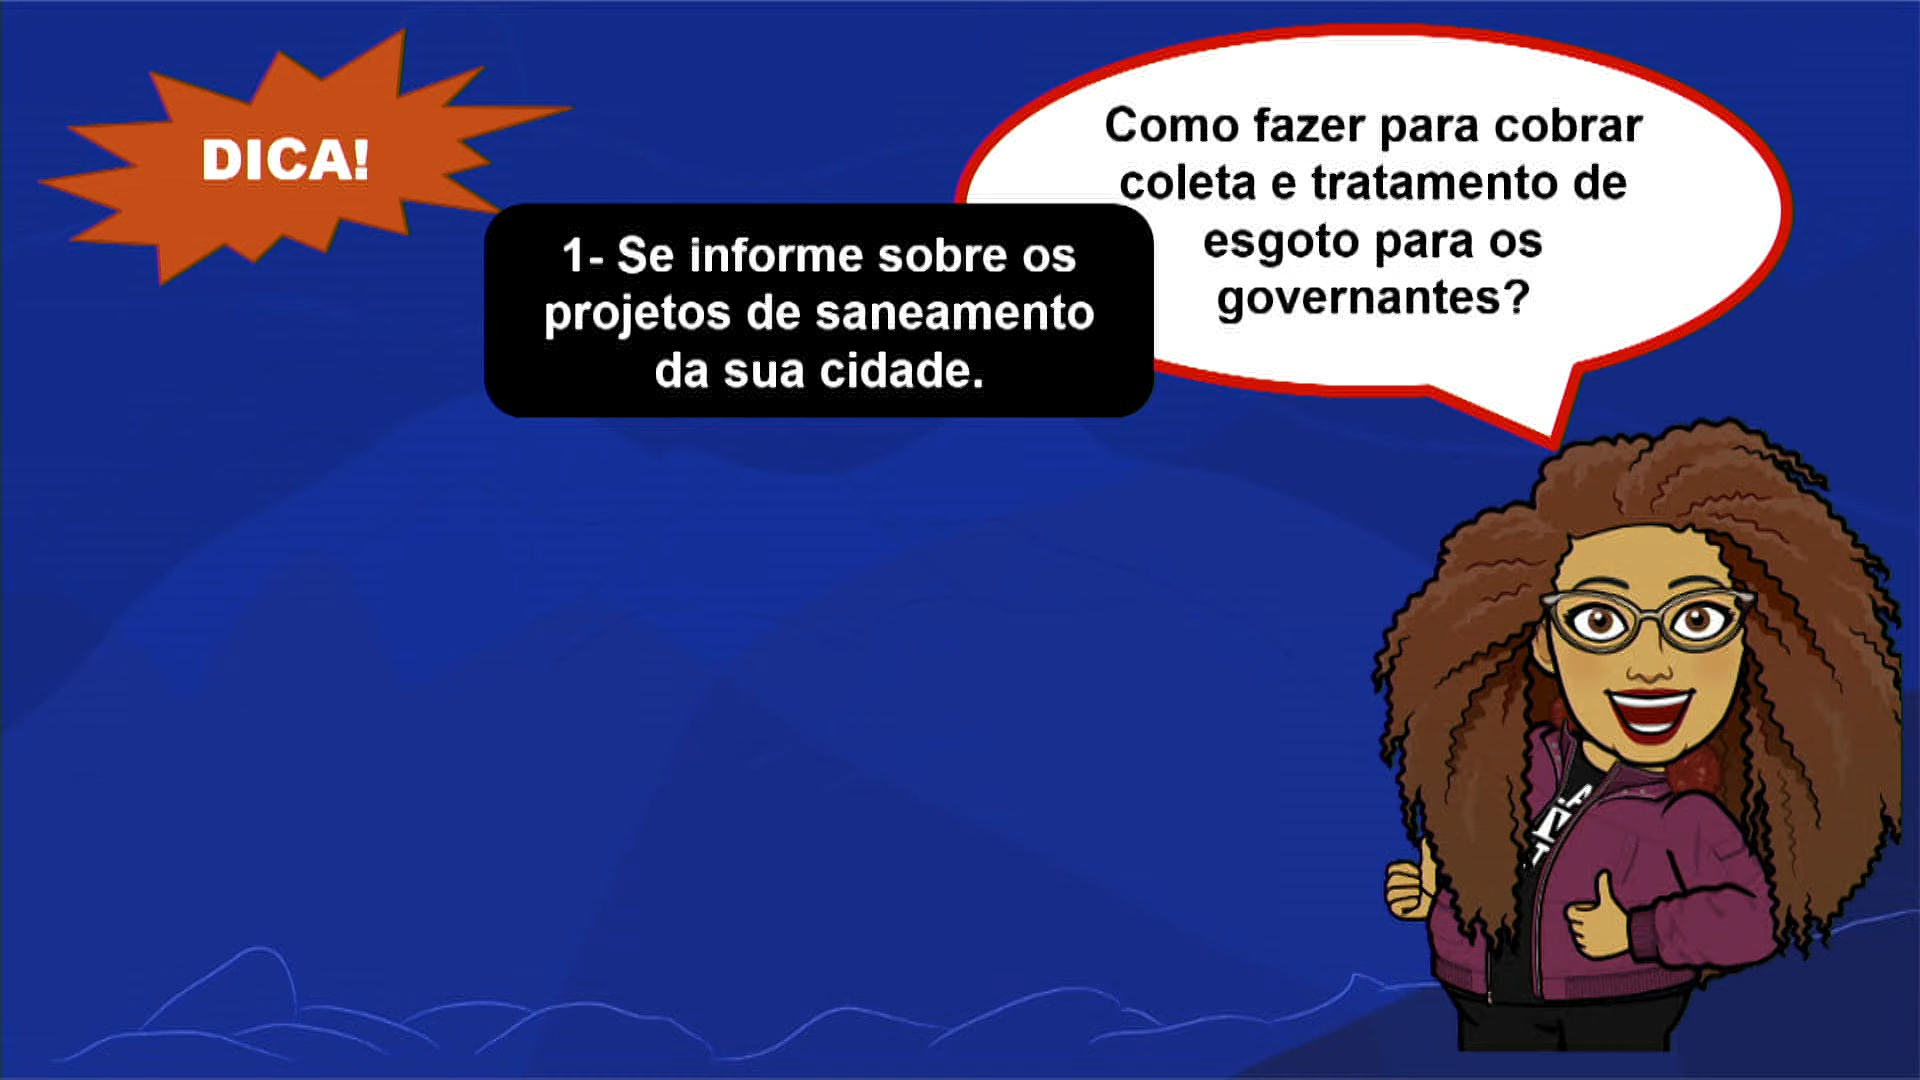 DICA!
Como fazer para cobrar
coleta e tratamento de
esgoto para os
governantes?
1- Se informe sobre os
projetos de saneamento
da sua cidade.